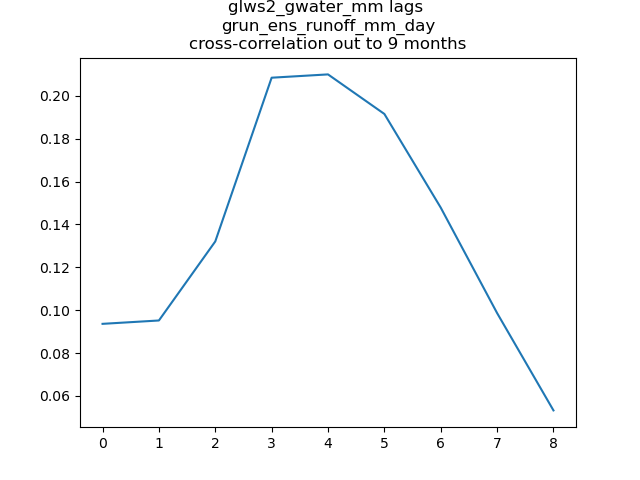 glws2_gwater_mm lags
grun_ens_runoff_mm_day
cross-correlation out to 9 months
0.20
0.18
0.16
0.14
0.12
0.10
0.08
0.06
0 1 2 3 4 5 6 7 8